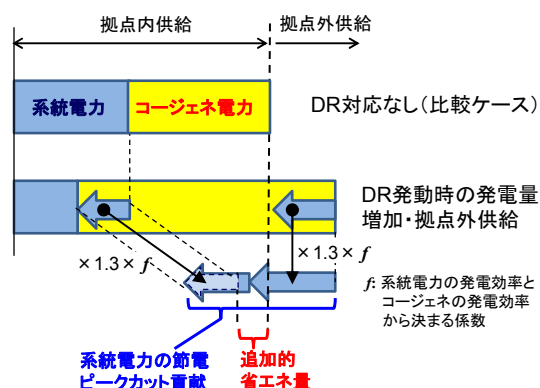 拠点内供給
拠点外供給
系統電力
コージェネ電力
DR対応なし(比較ケース)
DR発動時の発電量
増加・拠点外供給
×1.3×f
×1.3×f
f: 系統電力の発電効率と
コージェネの発電効率
から決まる係数
系統電力の節電
ピークカット貢献
追加的
省エネ量